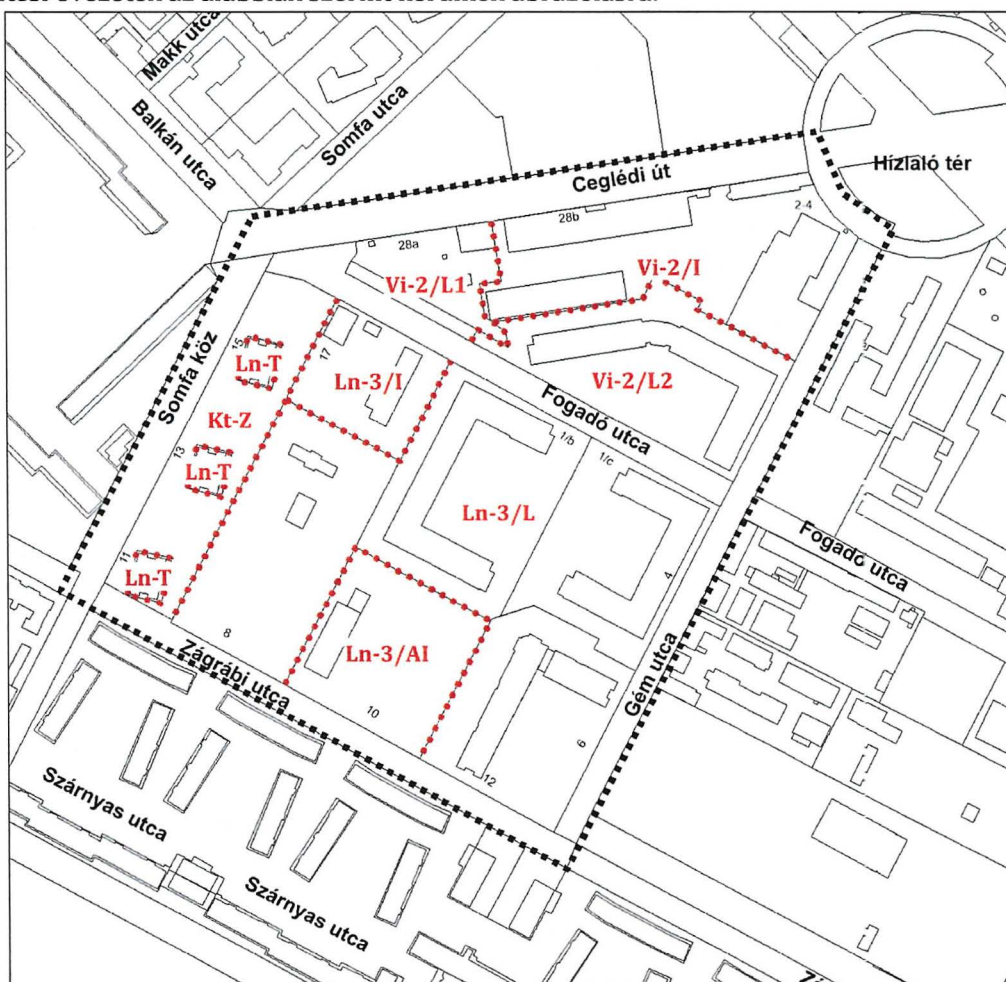 Makk utca
Balkán utca
Somfa utca
Ceglédi út
Hízlaló tér
2-4
28a
28b
Vi-2/L1
Vi-2/I
Vi-2/L2
Somfa köz
15
Ln-T
17
Ln-3/I
Kt-Z
Fogadó utca
13
Ln-T
1/b
1/c
Ln-3/L
Fogadó utca
11
Ln-T
4
8
Zágrábi utca
Ln-3/AI
10
Gém utca
6
12
Szárnyas utca
Szárnyas utca